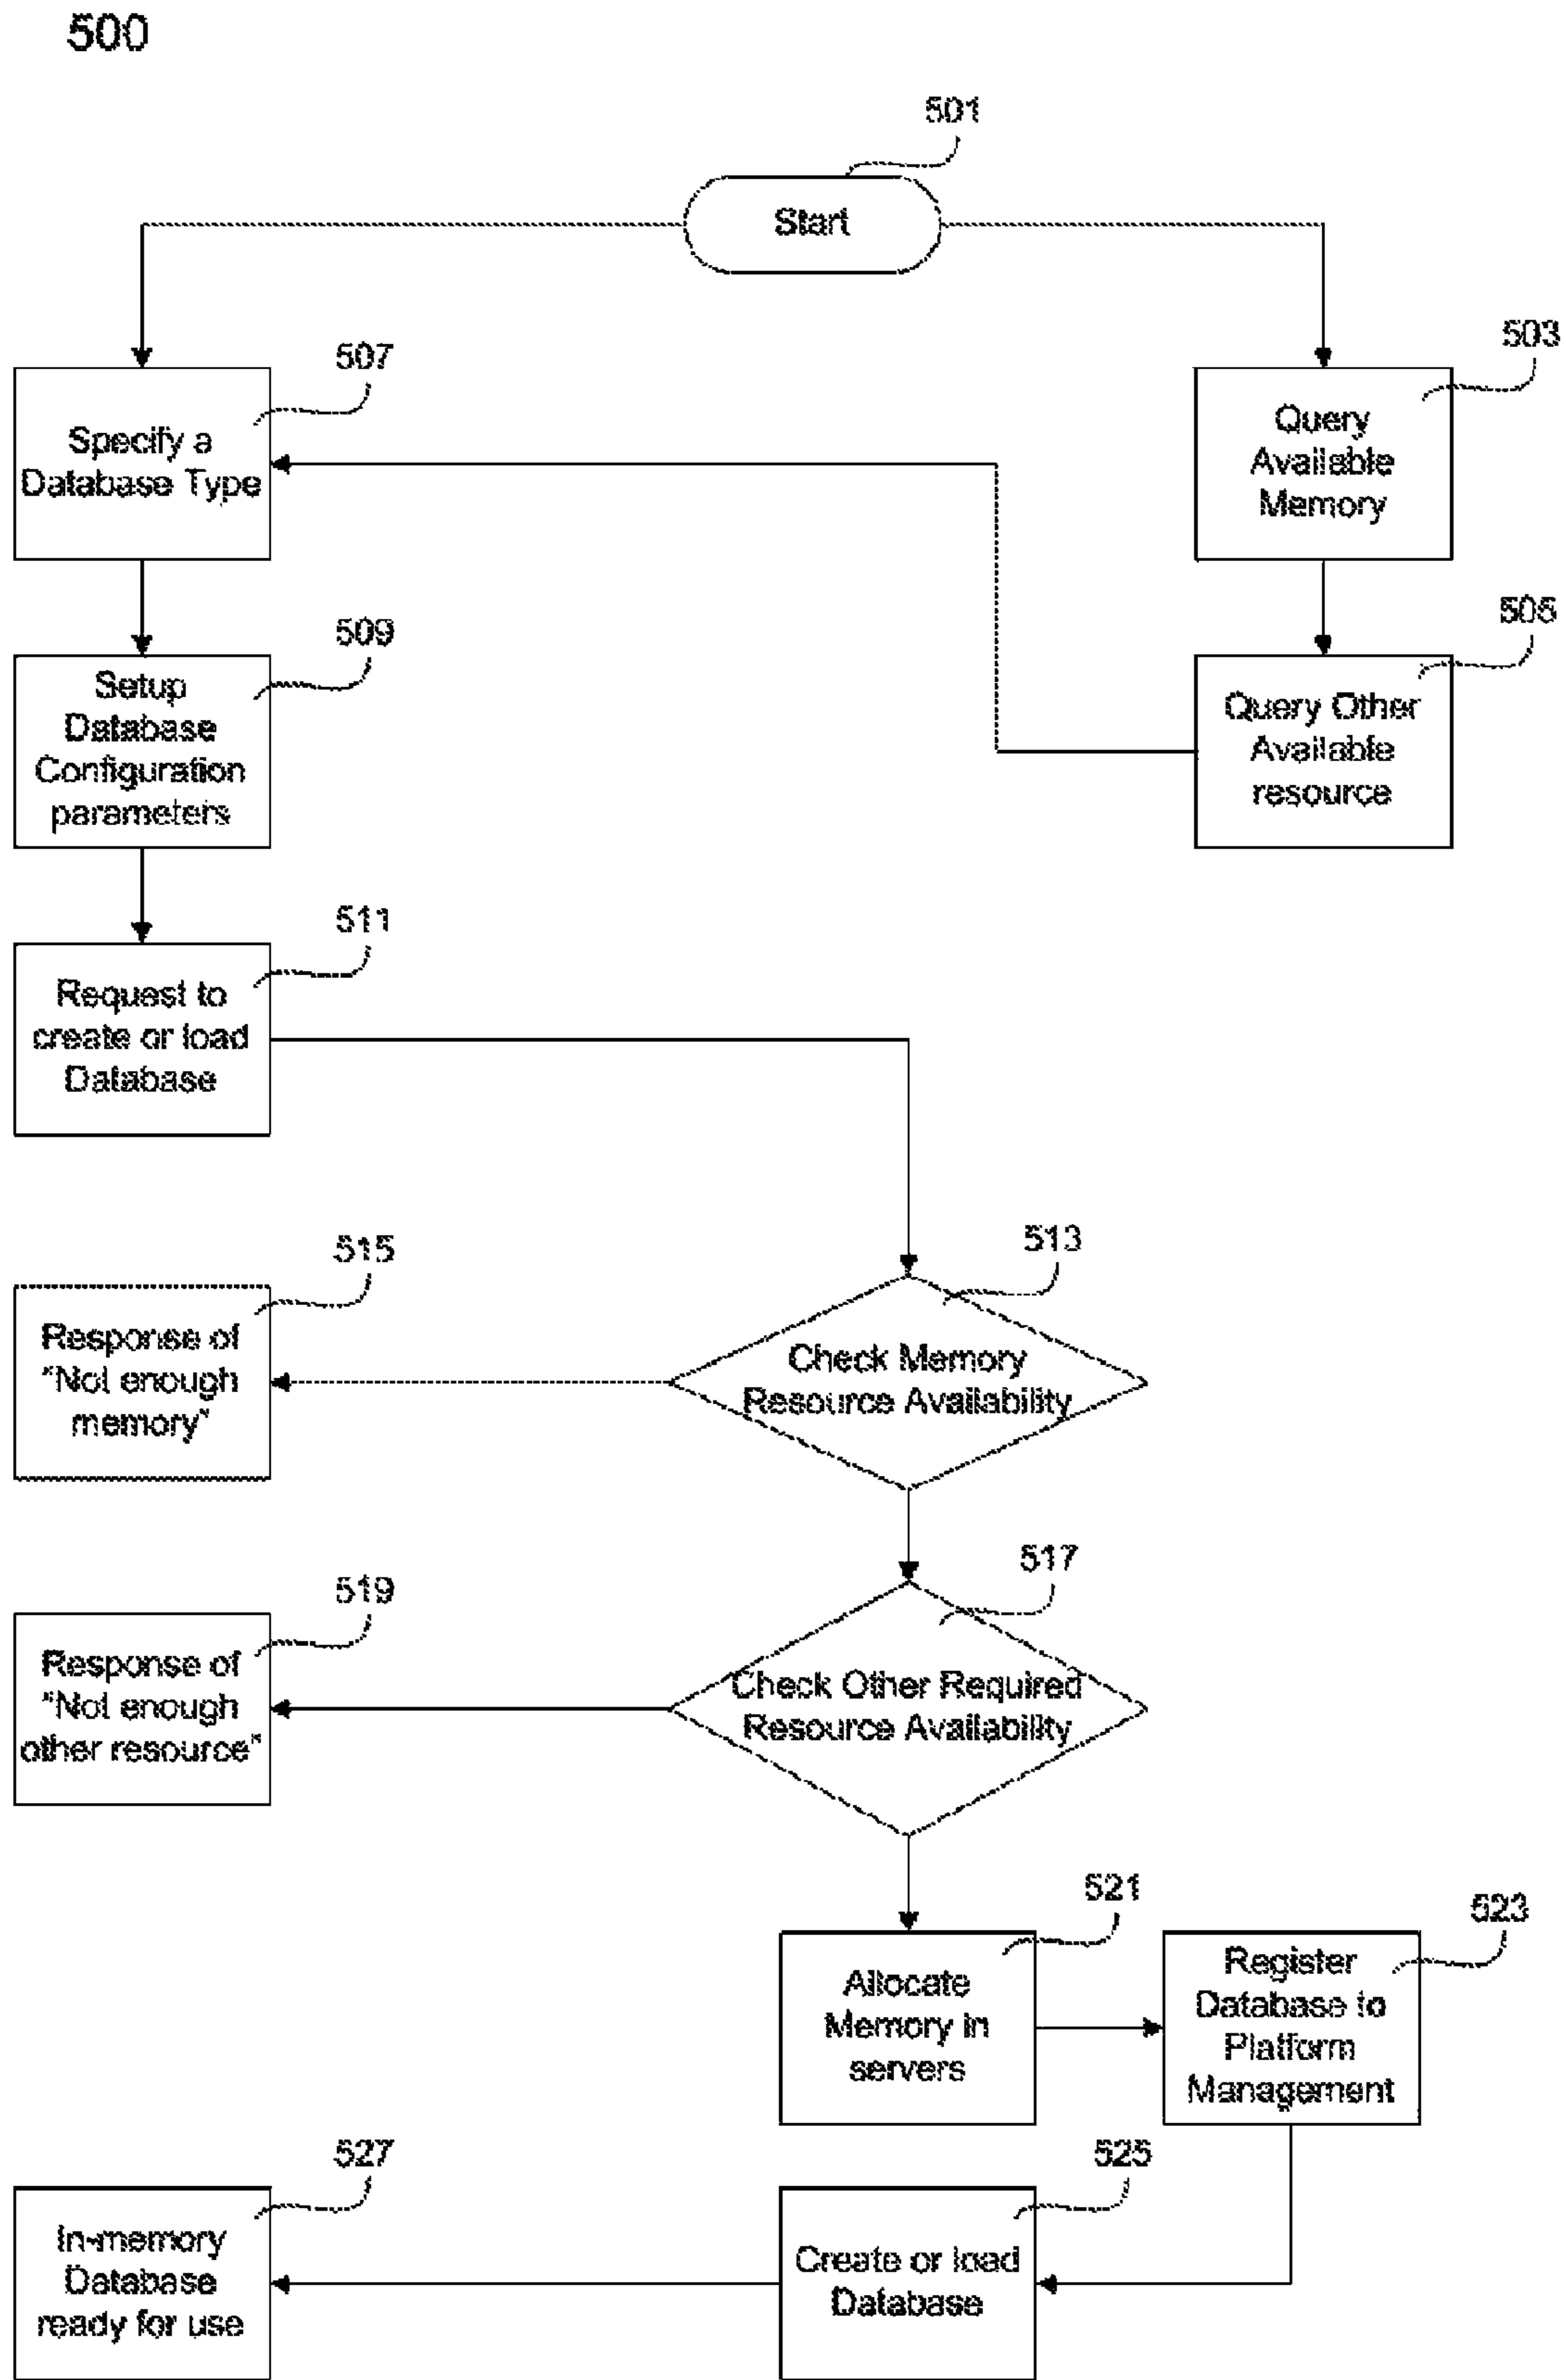 500
501
Start
507
Specify a
Database Type
503
Query
Available
Memory
509
Setup
Database
Configuration
parameters
505
Query Other
Available
resource
511
Request to
create or load
Database
513
Check Memory
Resource Availability
515
Response of
"Not enough
memory"
517
Check Other Required
Resource Availability
519
Response of
"Not enough
other resource"
521
Allocate
Memory in
servers
523
Register
Database to
Platform
Management
525
Create or load
Database
527
In-memory
Database
ready for use